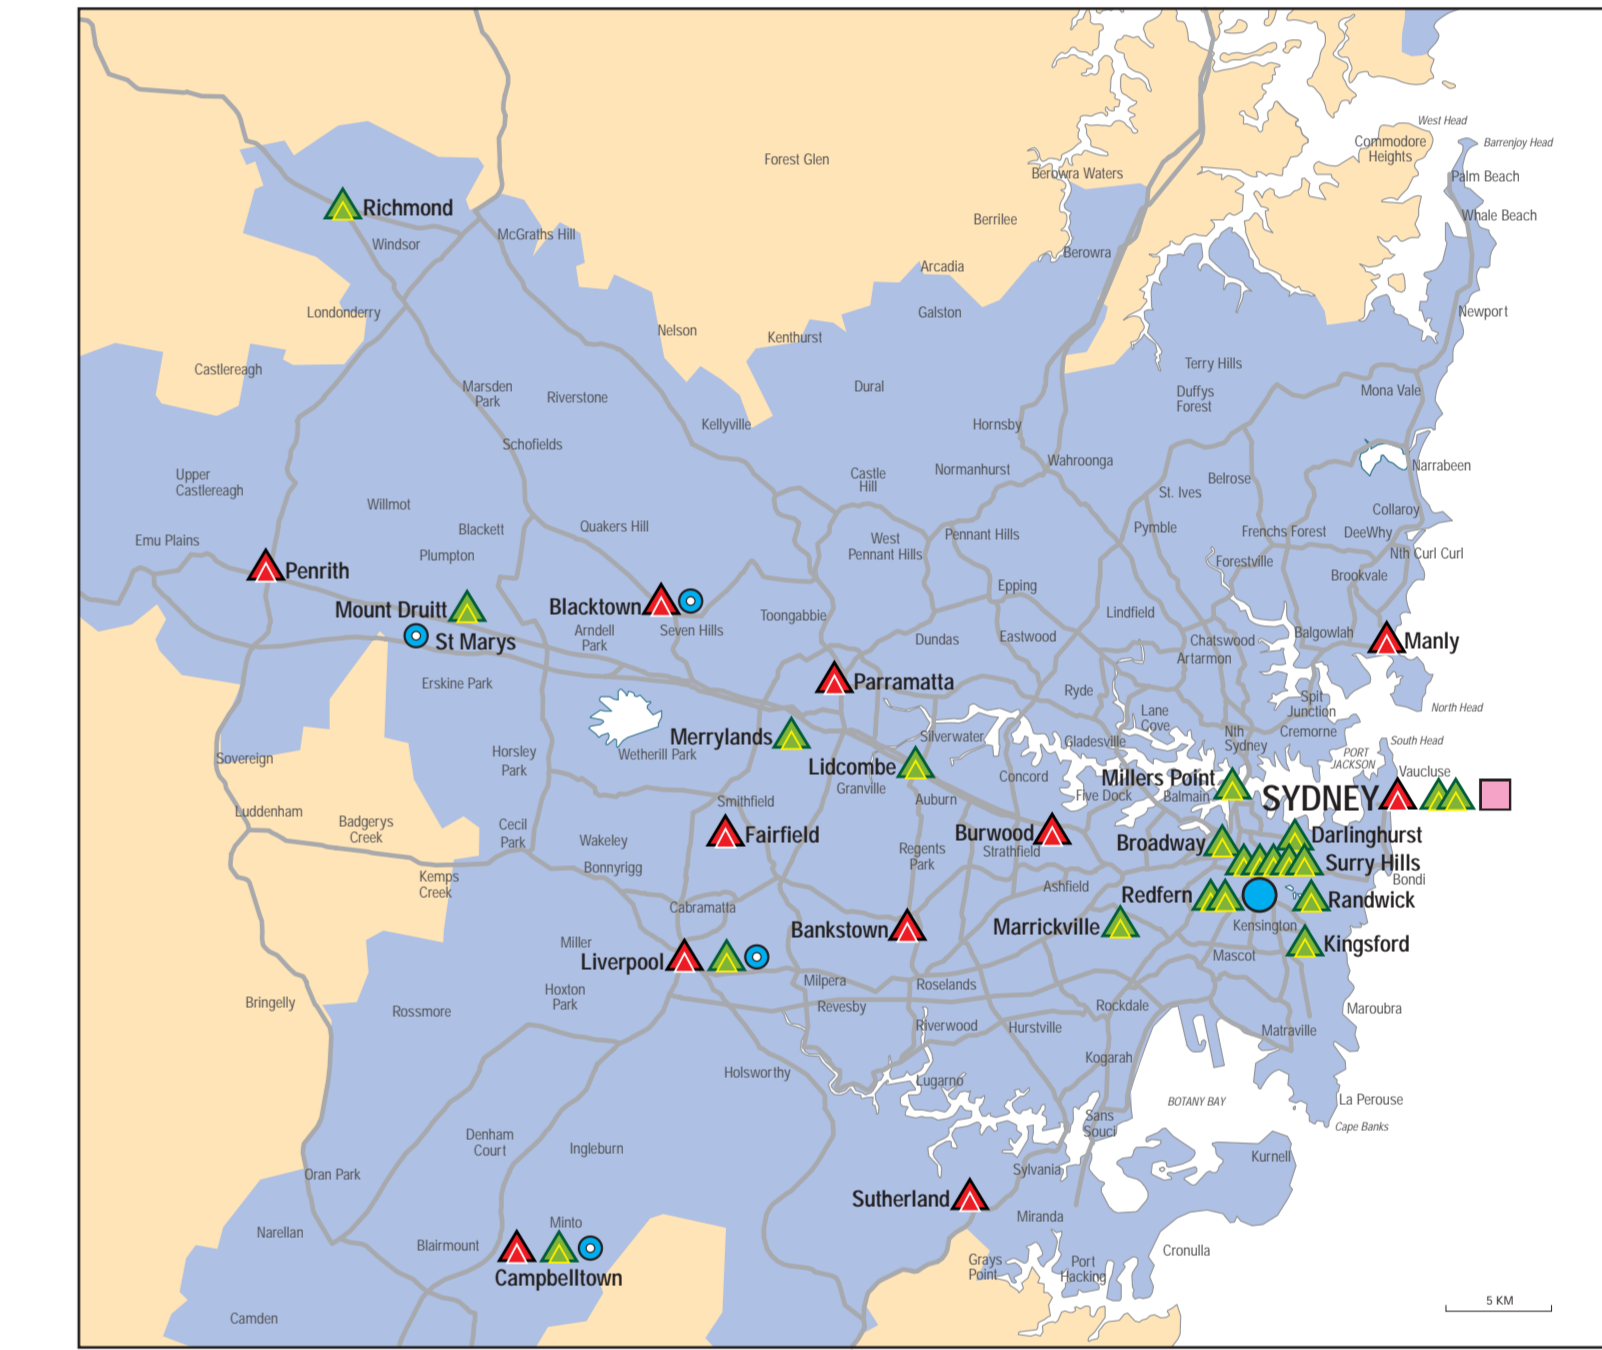 West Head
Commodore
Heights
Barrenjoy Head
Forest Glen
Berowra Waters
Palm Beach
Richmond
Whale Beach
Berrilee
McGraths Hill
Windsor
Berowra
Arcadia
Londonderry
Galston
Newport
Nelson
Kenthurst
Terry Hills
Castlereagh
Marsden
Park
Dural
Duffys
Forest
Mona Vale
Riverstone
Kellyville
Hornsby
Schofields
Wahroonga
Narrabeen
Normanhurst
Upper
Castlereagh
Castle
Hill
Belrose
St. Ives
Willmot
Collaroy
Blackett
Quakers Hill
Pymble
Frenchs Forest
DeeWhy
Emu Plains
West
Pennant Hills
Pennant Hills
Plumpton
Nth Curl Curl
Forestville
Penrith
Brookvale
Epping
Mount Druitt
Blacktown
Toongabbie
Lindfield
Arndell
Park
Seven Hills
Balgowlah
Manly
St Marys
Dundas
Eastwood
Chatswood
Artarmon
Erskine Park
Parramatta
Ryde
Spit
Junction
North Head
Lane
Cove
Merrylands
Silverwater
Gladesville
Nth
Sydney
Cremorne
South Head
Sovereign
Horsley
Park
Wetherill Park
PORT
JACKSON
Lidcombe
Concord
Millers Point
Vaucluse
Granville
Five Dock
Balmain
SYDNEY
Smithfield
Auburn
Luddenham
Badgerys
Creek
Cecil
Park
Wakeley
Fairfield
Burwood
Strathfield
Broadway
Darlinghurst
Regents
Park
Surry Hills
Bonnyrigg
Bondi
Kemps
Creek
Ashfield
Redfern
Randwick
Cabramatta
Bankstown
Marrickville
Kensington
Kingsford
Miller
Liverpool
Mascot
Milpera
Roselands
Hoxton
Park
Bringelly
Rossmore
Revesby
Rockdale
Maroubra
Riverwood
Hurstville
Matraville
Kogarah
Holsworthy
Lugarno
BOTANY BAY
La Perouse
Sans
Souci
Cape Banks
Denham
Court
Ingleburn
Kurnell
Oran Park
Sylvania
Sutherland
Miranda
Narellan
Minto
Blairmount
Cronulla
Grays
Point
Port
Hacking
Campbelltown
5 KM
Camden